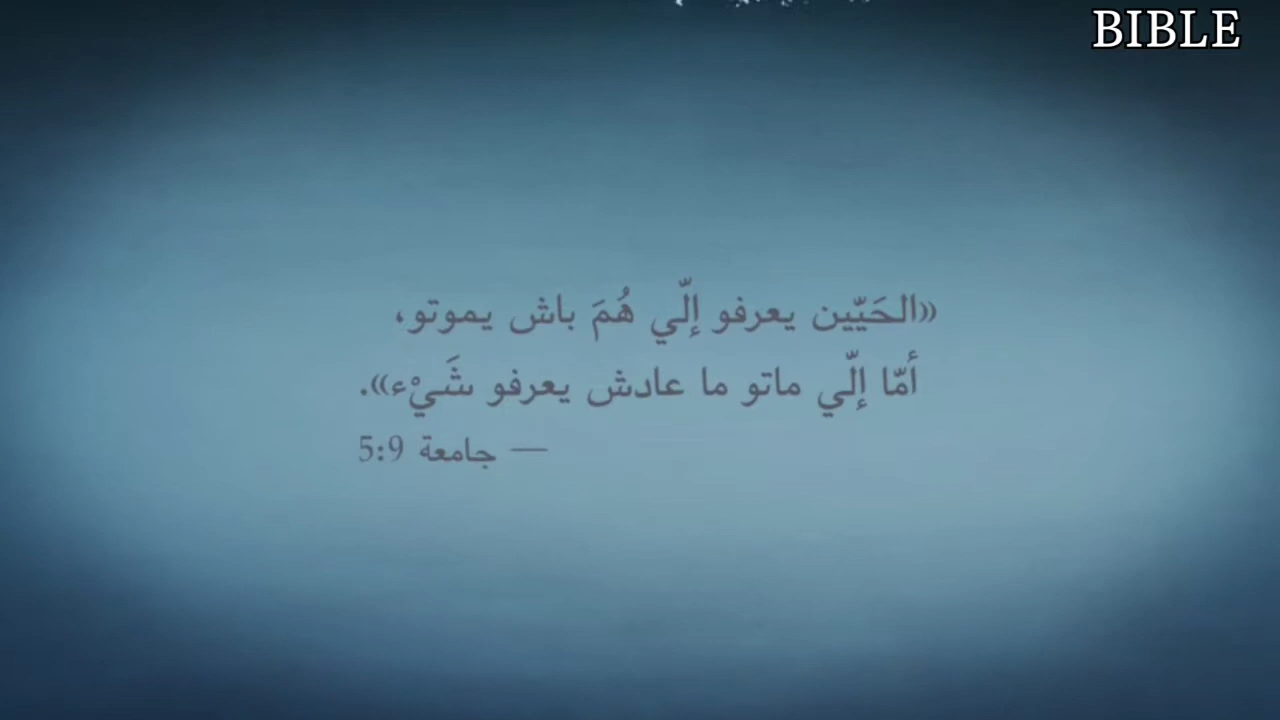 BIBLE
«الحَيّين يعرفو إلّي هُمَ باش يموتو،
أمّا إلّي ماتو ما عادش يعرفو شَيْء».
— جامعة 5:9